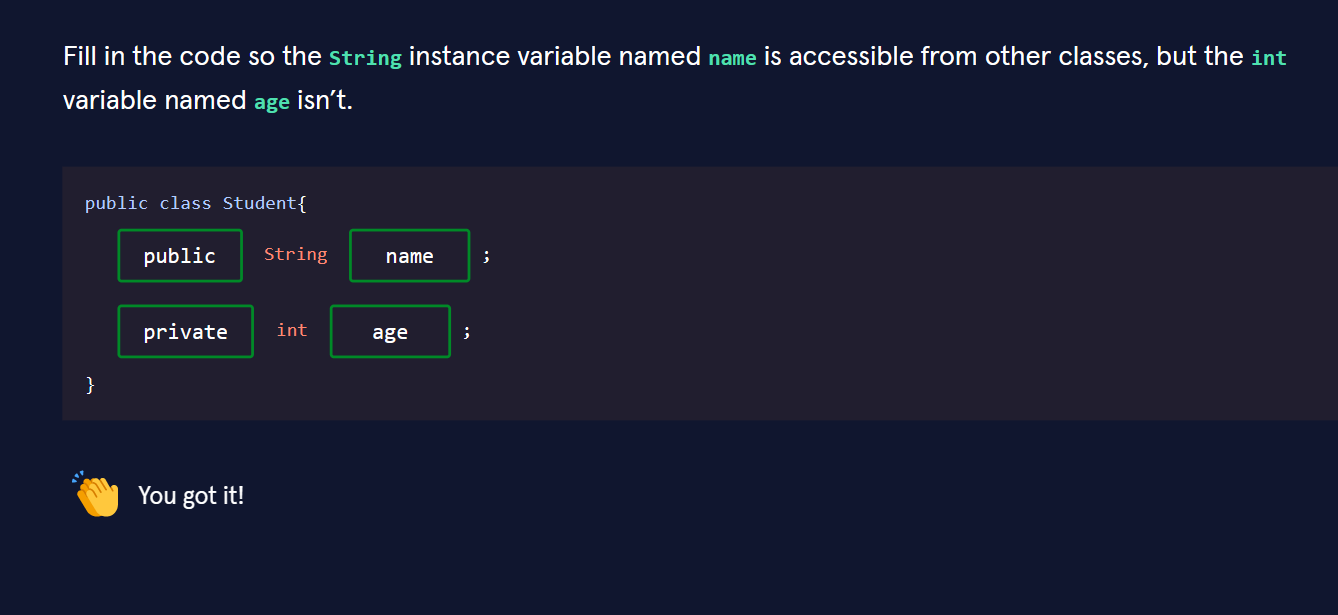 Fill in the code so the String instance variable named name is accessible from other classes, but the int
variable named age isn’t.
public class Student{
public String name ;
private int age ;
}
You got it!